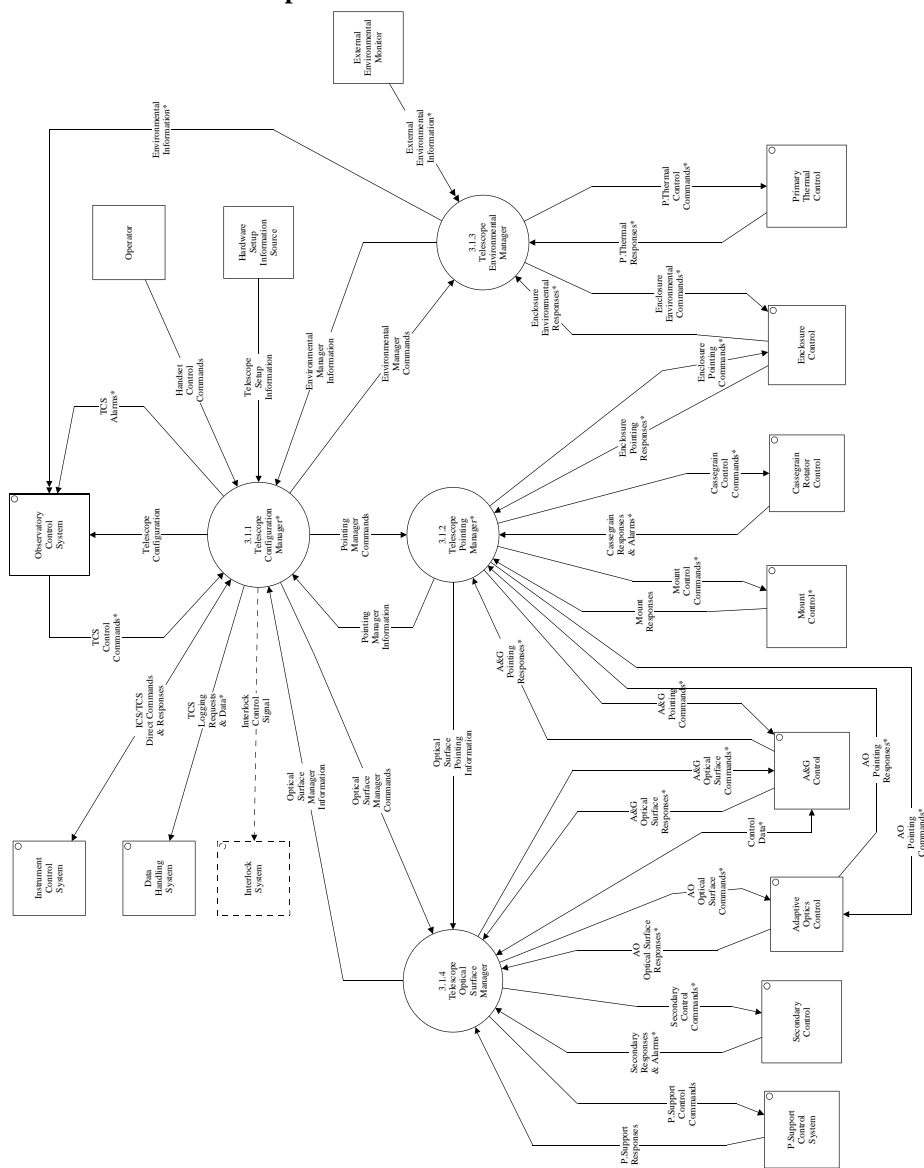 External
Environmental
Monitor
Environmental
Information*
External
Environmental
Information*
Operator
Hardware
Setup
Information
Source
3.1.3
Telescope
Environmental
Manager
P.Thermal
Control
Commands*
P.Thermal
Responses*
Primary
Thermal
Control
Handset
Control
Commands
Telescope
Setup
Information
Environmental
Manager
Information
Environmental
Manager
Commands
Enclosure
Environmental
Responses*
Enclosure
Environmental
Commands*
Enclosure
Control
TCS
Alarms*
Enclosure
Pointing
Commands*
Enclosure
Pointing
Responses*
Observatory
Control
System
Telescope
Configuration
3.1.1
Telescope
Configuration
Manager*
Pointing
Manager
Commands
3.1.2
Telescope
Pointing
Manager*
Cassegrain
Control
Commands*
Cassegrain
Responses
& Alarms*
Cassegrain
Rotator
Control
TCS
Control
Commands*
Pointing
Manager
Information
Mount
Control
Commands*
Mount
Responses
Mount
Control*
ICS/TCS
Direct Commands
& Responses
TCS
Logging
Requests
& Data*
Interlock
Control
Signal
Optical
Surface
Manager
Information
Optical
Surface
Manager
Commands
Optical
Surface
Pointing
Information
A&G
Pointing
Responses*
A&G
Pointing
Commands*
A&G
Optical
Surface
Commands*
A&G
Optical
Surface
Responses*
Control
Data*
A&G
Control
AO
Pointing
Responses*
AO
Pointing
Commands*
Instrument
Control
System
Data
Handling
System
Interlock
System
3.1.4
Telescope
Optical
Surface
Manager
AO
Optical
Surface
Commands*
AO
Optical Surface
Responses*
Adaptive
Optics
Control
Secondary
Control
Commands*
Secondary
Responses
& Alarms*
Secondary
Control
P.Support
Control
Commands
P.Support
Responses
P.Support
Control
System